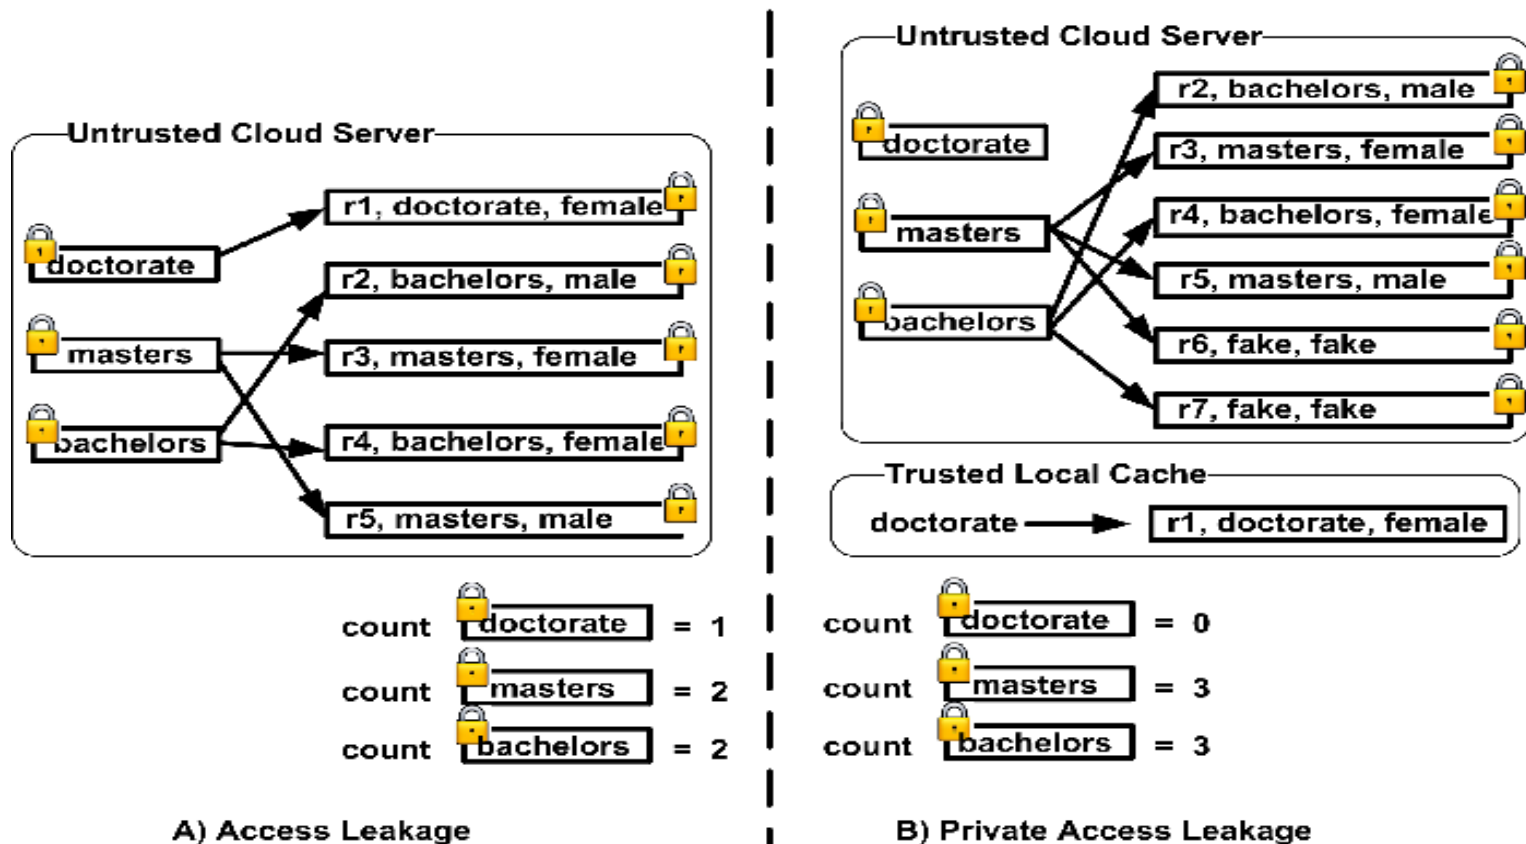 Untrusted Cloud Server
doctorate
masters
bachelors
r1, doctorate, female
r2, bachelors, male
r3, masters, female
r4, bachelors, female
r5, masters, male
count doctorate = 1
count masters = 2
count bachelors = 2
A) Access Leakage
Untrusted Cloud Server
doctorate
masters
bachelors
r2, bachelors, male
r3, masters, female
r4, bachelors, female
r5, masters, male
r6, fake, fake
r7, fake, fake
Trusted Local Cache
doctorate
r1, doctorate, female
count doctorate = 0
count masters = 3
count bachelors = 3
B) Private Access Leakage